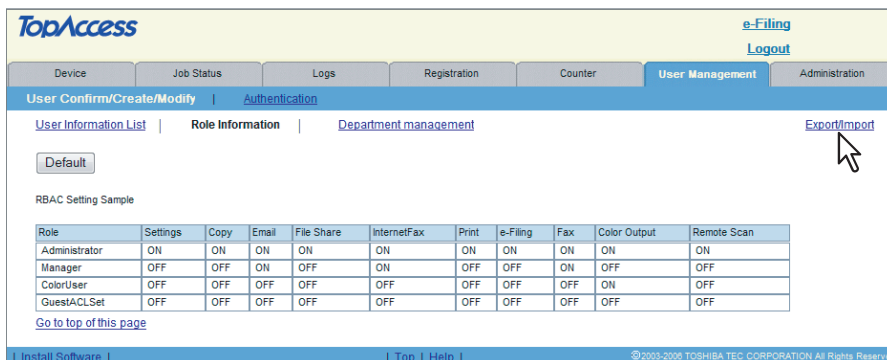 TopAccess
e-Filing
Logout
Device Job Status Logs Registration Counter User Management Administration
User Confirm/Create/Modify | Authentication
User Information List | Role Information | Department management Export/Import
Default
RBAC Setting Sample
Role Settings Copy Email File Share InternetFax Print e-Filing Fax Color Output Remote Scan
Administrator ON ON ON ON ON ON ON ON ON ON
Manager OFF OFF ON OFF ON OFF OFF ON OFF OFF
ColorUser OFF OFF OFF OFF OFF OFF OFF OFF ON OFF
GuestACLSet OFF OFF OFF OFF OFF OFF OFF OFF OFF OFF
Go to top of this page
| Install Software | | Top | Help | ©2003-2006 TOSHIBA TEC CORPORATION All Rights Reserve